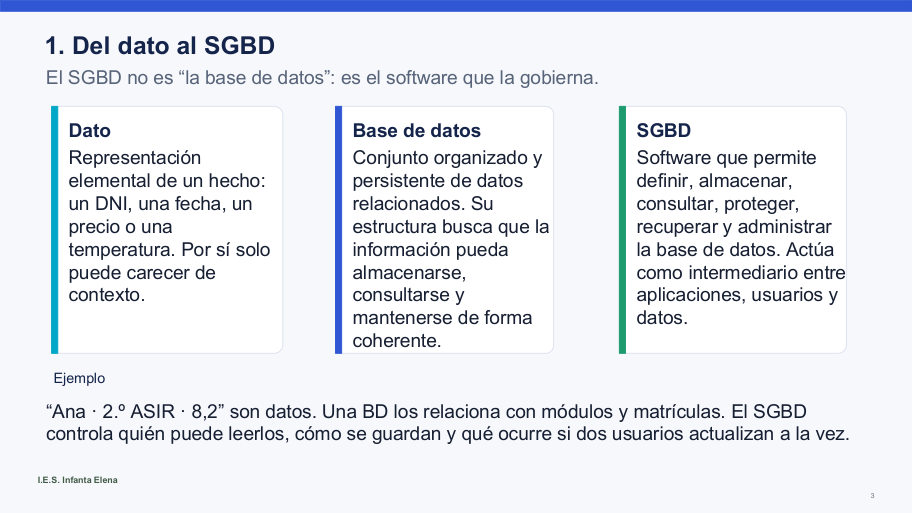 1. Del dato al SGBD
El SGBD no es “la base de datos”: es el software que la gobierna.
Dato
Representación
elemental de un hecho:
un DNI, una fecha, un
precio o una
temperatura. Por sí solo
puede carecer de
contexto.
Base de datos
Conjunto organizado y
persistente de datos
relacionados. Su
estructura busca que la
información pueda
almacenarse,
consultarse y
mantenerse de forma
coherente.
SGBD
Software que permite
definir, almacenar,
consultar, proteger,
recuperar y administrar
la base de datos. Actúa
como intermediario entre
aplicaciones, usuarios y
datos.
Ejemplo
“Ana · 2.º ASIR · 8,2” son datos. Una BD los relaciona con módulos y matrículas. El SGBD
controla quién puede leerlos, cómo se guardan y qué ocurre si dos usuarios actualizan a la vez.
I.E.S. Infanta Elena
3